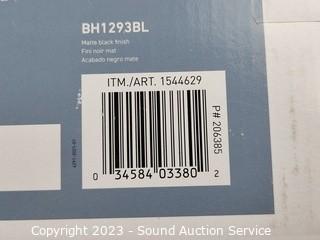 BH1293BL
Matte black finish
Fini noir mat
Acabado negro mate
ITM./ART. 1544629
P# 206385
0 34584 03380 2
Copyright © 2023 - Sound Auction Service